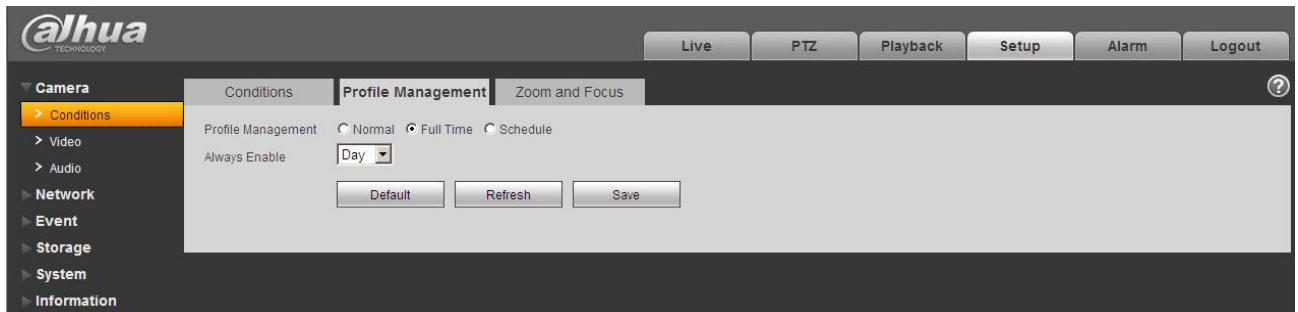 alhua
TECHNOLOGY
Live PTZ Playback Setup Alarm Logout
Camera
Conditions
Video
Audio
Network
Event
Storage
System
Information
Conditions Profile Management Zoom and Focus
?
Profile Management Normal Full Time Schedule
Always Enable Day
Default Refresh Save